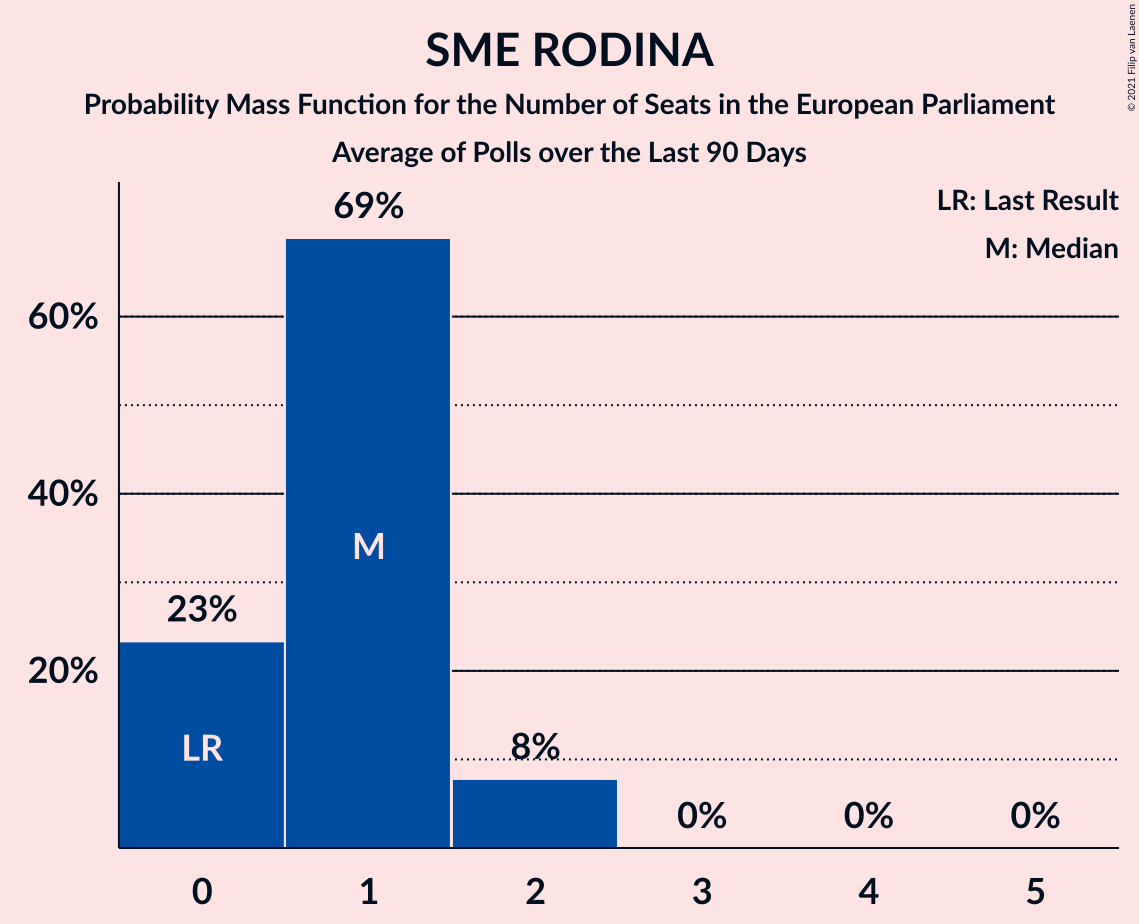 SME RODINA
Probability Mass Function for the Number of Seats in the European Parliament
Average of Polls over the Last 90 Days
© 2021 Filip van Laenen
LR: Last Result
M: Median
69%
60%
40%
M
23%
20%
LR
8%
0% 0% 0%
0 1 2 3 4 5